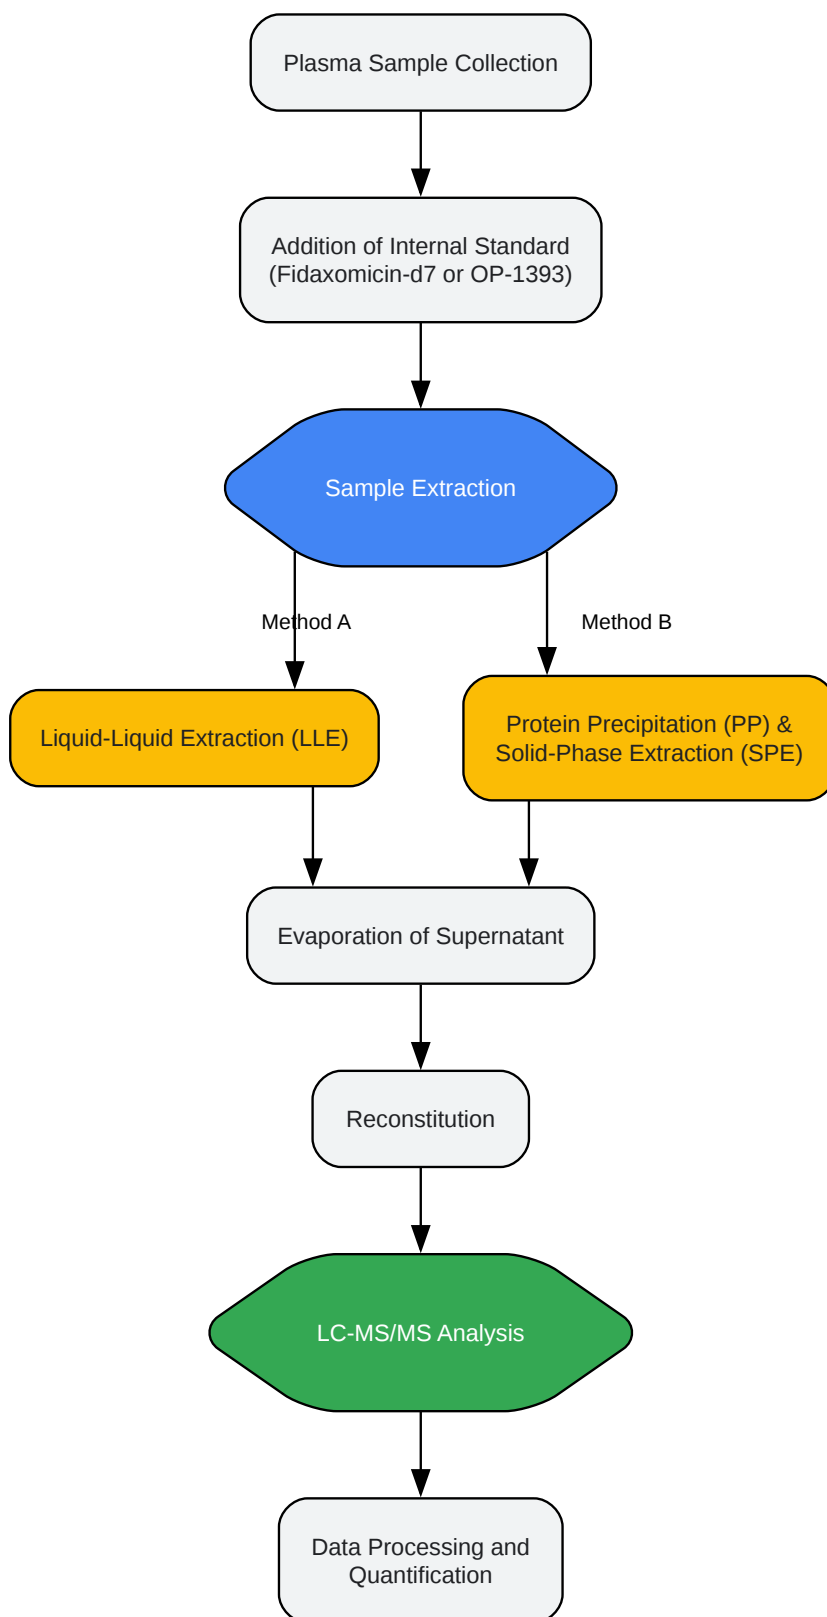 Plasma Sample Collection
Addition of Internal Standard
(Fidaxomicin-d7 or OP-1393)
Sample Extraction
Method A
Method B
Liquid-Liquid Extraction (LLE)
Protein Precipitation (PP) &
Solid-Phase Extraction (SPE)
Evaporation of Supernatant
Reconstitution
LC-MS/MS Analysis
Data Processing and
Quantification